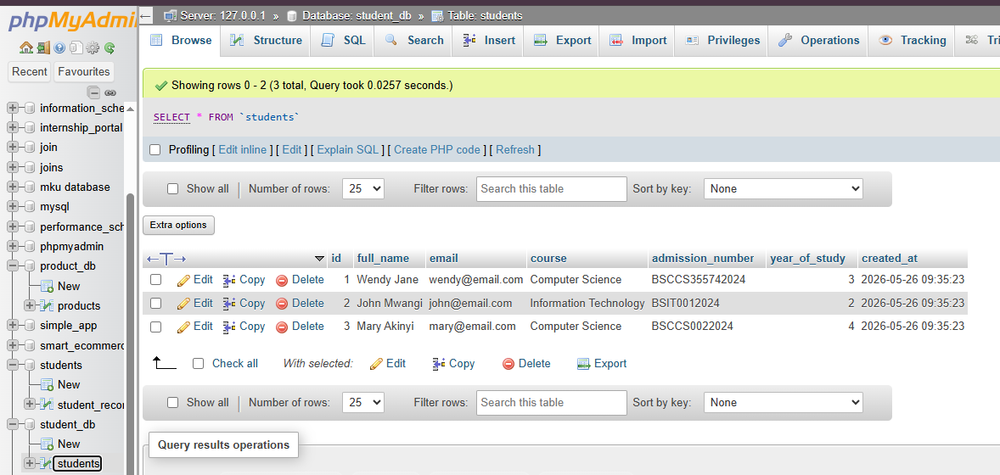 phpMyAdmin
Recent Favourites
information_sche
internship_portal
join
joins
mku database
mysql
performance_sch
phpmyadmin
product_db
New
products
simple_app
smart_ecommerc
students
New
student_recor
student_db
New
students
Server: 127.0.0.1 » Database: student_db » Table: students
Browse Structure SQL Search Insert Export Import Privileges Operations Tracking Tri
Showing rows 0 - 2 (3 total, Query took 0.0257 seconds.)
SELECT * FROM `students`
Profiling [ Edit inline ] [ Edit ] [ Explain SQL ] [ Create PHP code ] [ Refresh ]
Show all Number of rows: 25 Filter rows: Search this table Sort by key: None
Extra options
id full_name email course admission_number year_of_study created_at
Edit Copy Delete 1 Wendy Jane wendy@email.com Computer Science BSCCS355742024 3 2026-05-26 09:35:23
Edit Copy Delete 2 John Mwangi john@email.com Information Technology BSIT0012024 2 2026-05-26 09:35:23
Edit Copy Delete 3 Mary Akinyi mary@email.com Computer Science BSCCS0022024 4 2026-05-26 09:35:23
Check all With selected: Edit Copy Delete Export
Show all Number of rows: 25 Filter rows: Search this table Sort by key: None
Query results operations